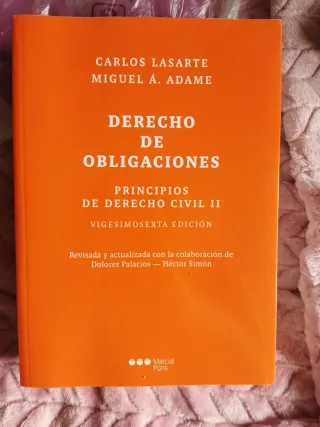 CARLOS LASARTE
MIGUEL Á. ADAME
DERECHO
DE
OBLIGACIONES
PRINCIPIOS
DE DERECHO CIVIL II
VIGESIMOSEXTA EDICIÓN
Revisada y actualizada con la colaboración de
Dolores Palacios — Héctor Simón
Marcial
Pons